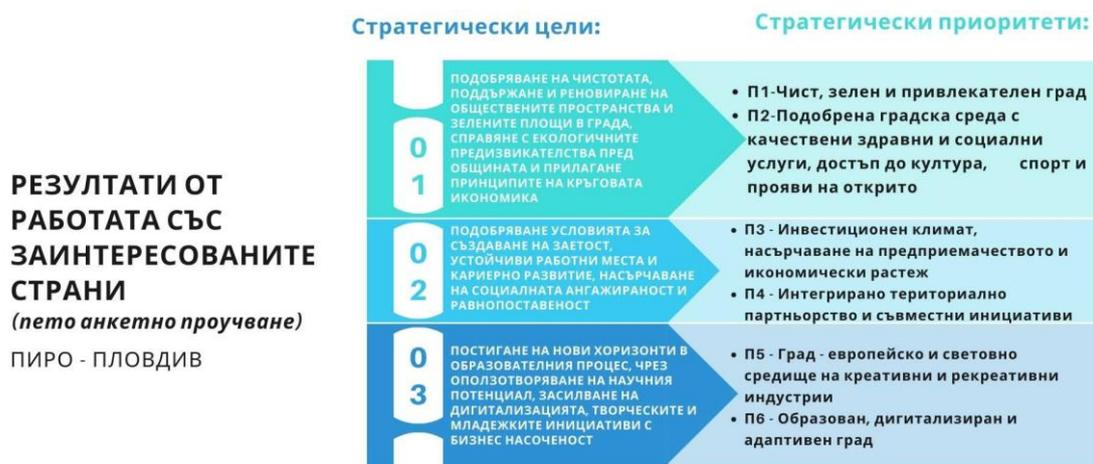 РЕЗУЛТАТИ ОТ
РАБОТАТА СЪС
ЗАИНТЕРЕСОВАНИТЕ
СТРАНИ
(пето анкетно проучване)
ПИРО - ПЛОВДИВ
Стратегически цели:
Стратегически приоритети:
01
ПОДОБРЯВАНЕ НА ЧИСТОТАТА,
ПОДДЪРЖАНЕ И РЕНОВИРАНЕ НА
ОБЩЕСТВЕНИТЕ ПРОСТРАНСТВА И
ЗЕЛЕНИТЕ ПЛОЩИ В ГРАДА,
СПРАВЯНЕ С ЕКОЛОГИЧНИТЕ
ПРЕДИЗВИКАТЕЛСТВА ПРЕД
ОБЩИНАТА И ПРИЛАГАНЕ
ПРИНЦИПИТЕ НА КРЪГОВАТА
ИКОНОМИКА
• П1-Чист, зелен и привлекателен град
• П2-Подобрена градска среда с
качествени здравни и социални
услуги, достъп до култура, спорт и
прояви на открито
02
ПОДОБРЯВАНЕ УСЛОВИЯТА ЗА
СЪЗДАВАНЕ НА ЗАЕТОСТ,
УСТОЙЧИВИ РАБОТНИ МЕСТА И
КАРИЕРНО РАЗВИТИЕ, НАСЪРЧАВАНЕ
НА СОЦИАЛНАТА АНГАЖИРАНОСТ И
РАВНОПОСТАВЕНОСТ
• П3 - Инвестиционен климат,
насърчаване на предприемачеството и
икономически растеж
• П4 - Интегрирано териториално
партньорство и съвместни инициативи
03
ПОСТИГАНЕ НА НОВИ ХОРИЗОНТИ В
ОБРАЗОВАТЕЛНИЯ ПРОЦЕС, ЧРЕЗ
ОПОЛЗОТВОРЯВАНЕ НА НАУЧНИЯ
ПОТЕНЦИАЛ, ЗАСИЛВАНЕ НА
ДИГИТАЛИЗАЦИЯТА, ТВОРЧЕСКИТЕ И
МЛАДЕЖКИТЕ ИНИЦИАТИВИ С
БИЗНЕС НАСОЧЕНОСТ
• П5 - Град - европейско и световно
средище на креативни и рекреативни
индустрии
• П6 - Образован, дигитализиран и
адаптивен град